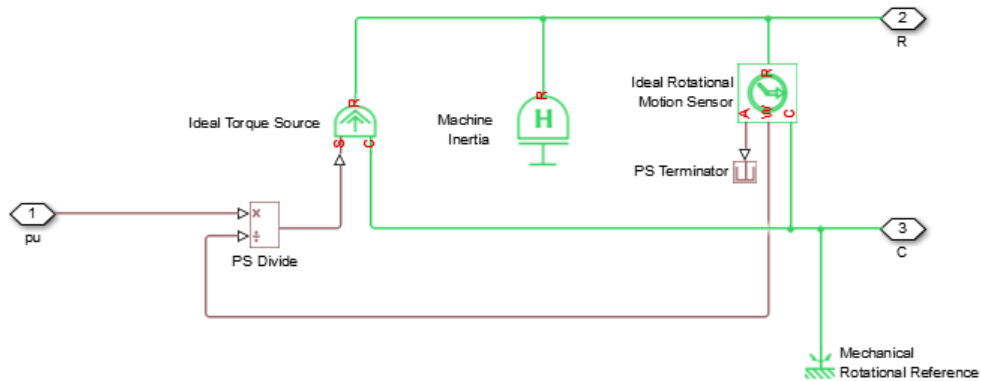 2
R
R
Ideal Rotational
Motion Sensor
R
R
Ideal Torque Source
Machine
Inertia
H
A
W
C
S
C
PS Terminator
1
pu
×
÷
PS Divide
3
C
Mechanical
Rotational Reference